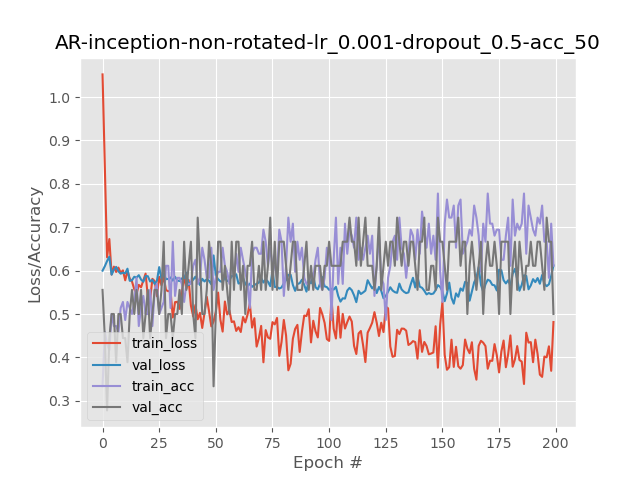 AR-inception-non-rotated-lr_0.001-dropout_0.5-acc_50
Loss/Accuracy
1.0
0.9
0.8
0.7
0.6
0.5
0.4
0.3
train_loss
val_loss
train_acc
val_acc
0 25 50 75 100 125 150 175 200
Epoch #